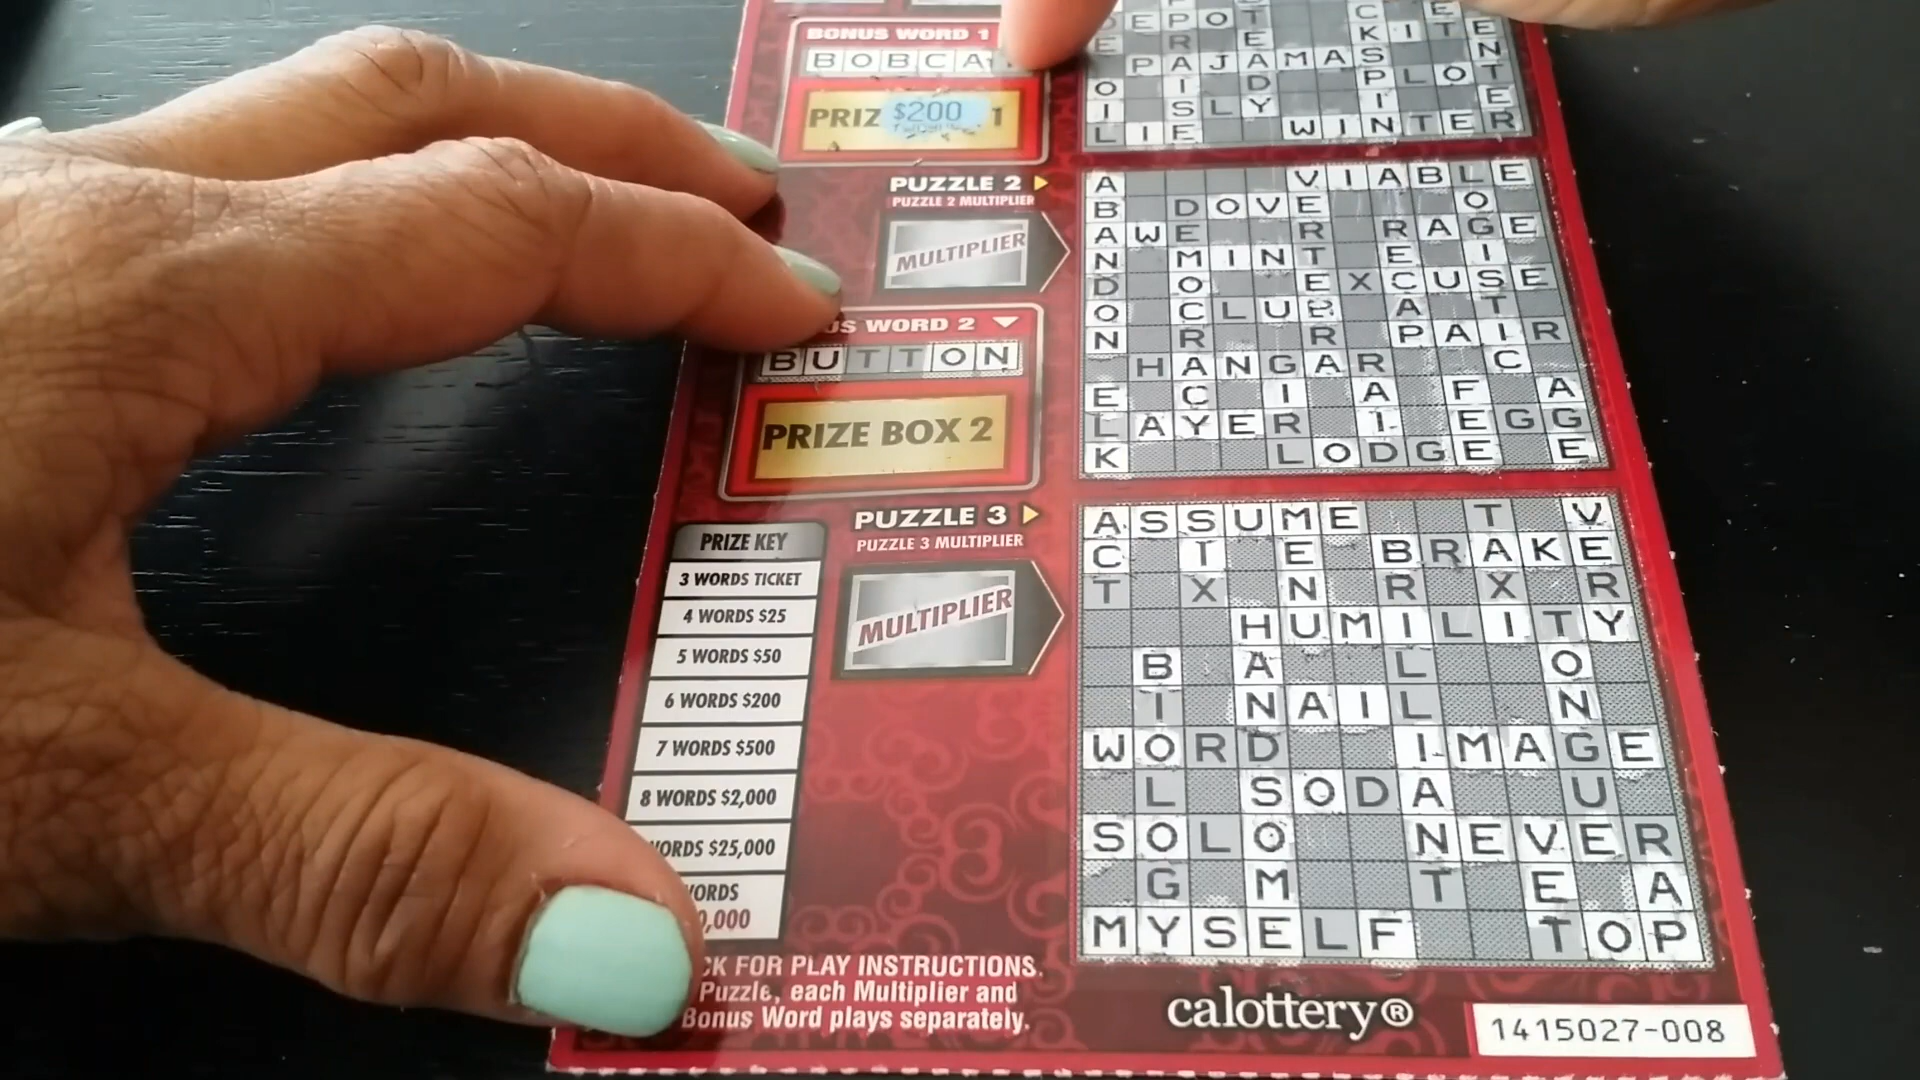 BONUS WORD 1
BOBCA
PRIZ $200 1
DEPOT
KITE
PAJAMAS
PLOT
SLY
LIE
WINTER
PUZZLE 2
PUZZLE 2 MULTIPLIER
MULTIPLIER
US WORD 2
BUTTON
PRIZE BOX 2
VIABLE
DOVE
AWE
RAGE
MINT
EXCUSE
CLUB
PAIR
HANGAR
LAYER
EGG
LODGE
PUZZLE 3
PUZZLE 3 MULTIPLIER
MULTIPLIER
PRIZE KEY
3 WORDS TICKET
4 WORDS $25
5 WORDS $50
6 WORDS $200
7 WORDS $500
8 WORDS $2,000
WORDS $25,000
WORDS
0,000
ASSUME
BRAKE
HUMILITY
NAIL
WORD
IMAGE
SODA
SOLO
NEVER
MYSELF
TOP
CK FOR PLAY INSTRUCTIONS.
Puzzle, each Multiplier and
Bonus Word plays separately.
calottery®
1415027-008